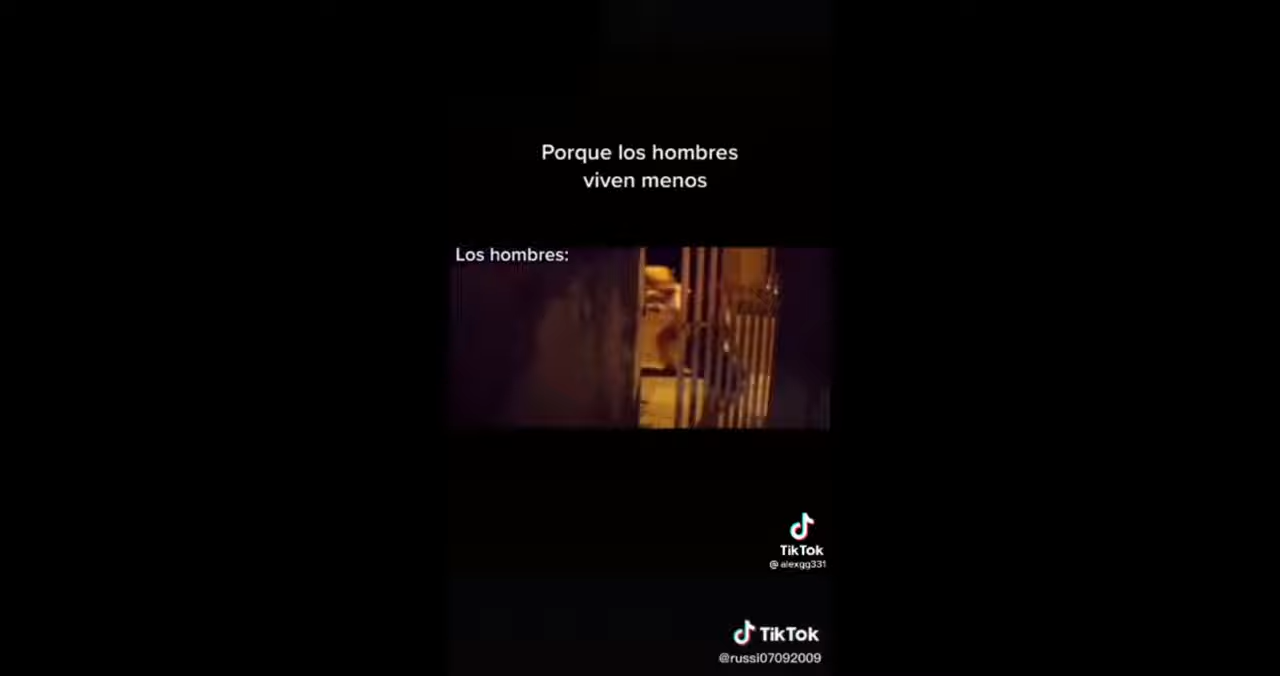 Porque los hombres
viven menos
Los hombres:
TikTok
@alexgg331
TikTok
@russi07092009